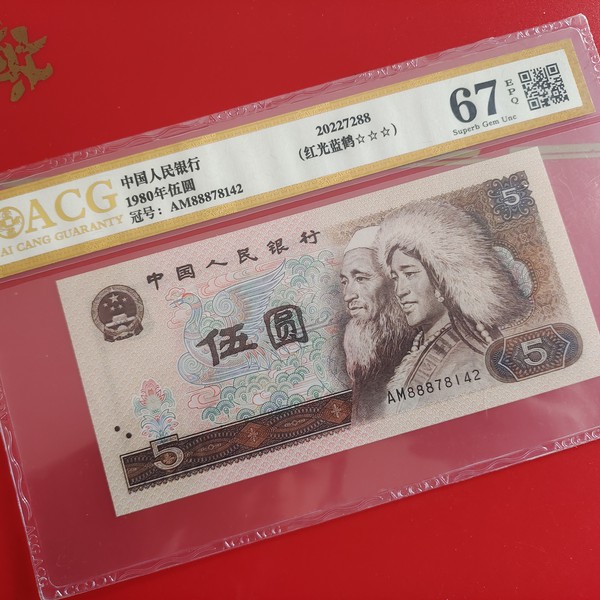 ACG
AI CANG GUARANTY
中国人民银行
1980年伍圆
冠号：AM88878142
20227288
(红光蓝鹤☆☆☆)
67
EPQ
Superb Gem Unc
中国人民银行
5
伍圆
5
AM88878142
5